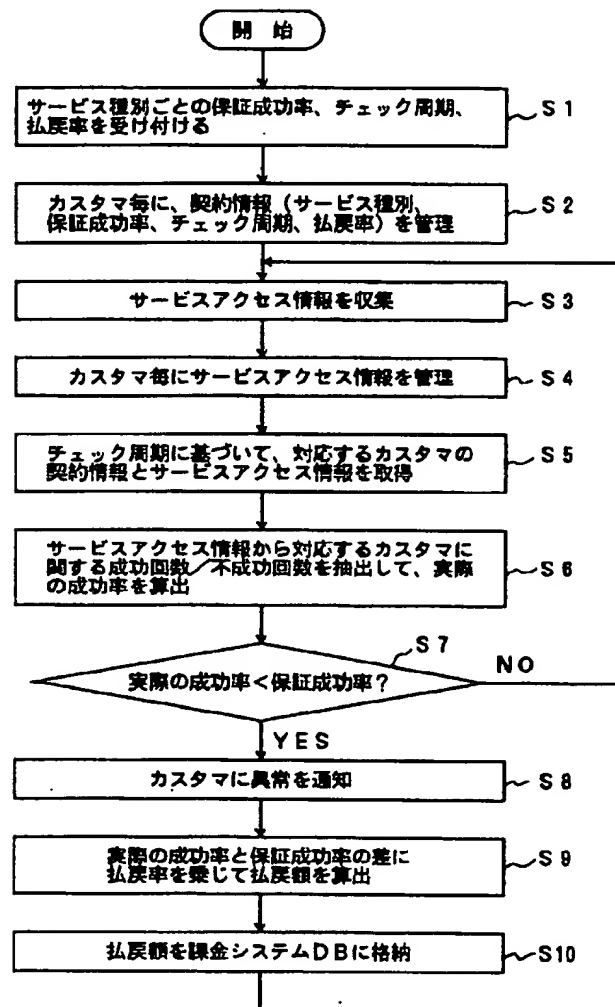 開 始
サービス種別ごとの保証成功率、チェック周期、
払戻率を受け付ける
S1
カスタマ毎に、契約情報（サービス種別、
保証成功率、チェック周期、払戻率）を管理
S2
サービスアクセス情報を収集
S3
カスタマ毎にサービスアクセス情報を管理
S4
チェック周期に基づいて、対応するカスタマの
契約情報とサービスアクセス情報を取得
S5
サービスアクセス情報から対応するカスタマに
関する成功回数／不成功回数を抽出して、実際
の成功率を算出
S6
S7
実際の成功率＜保証成功率？
NO
YES
カスタマに異常を通知
S8
実際の成功率と保証成功率の差に
払戻率を乗じて払戻額を算出
S9
払戻額を課金システムDBに格納
S10